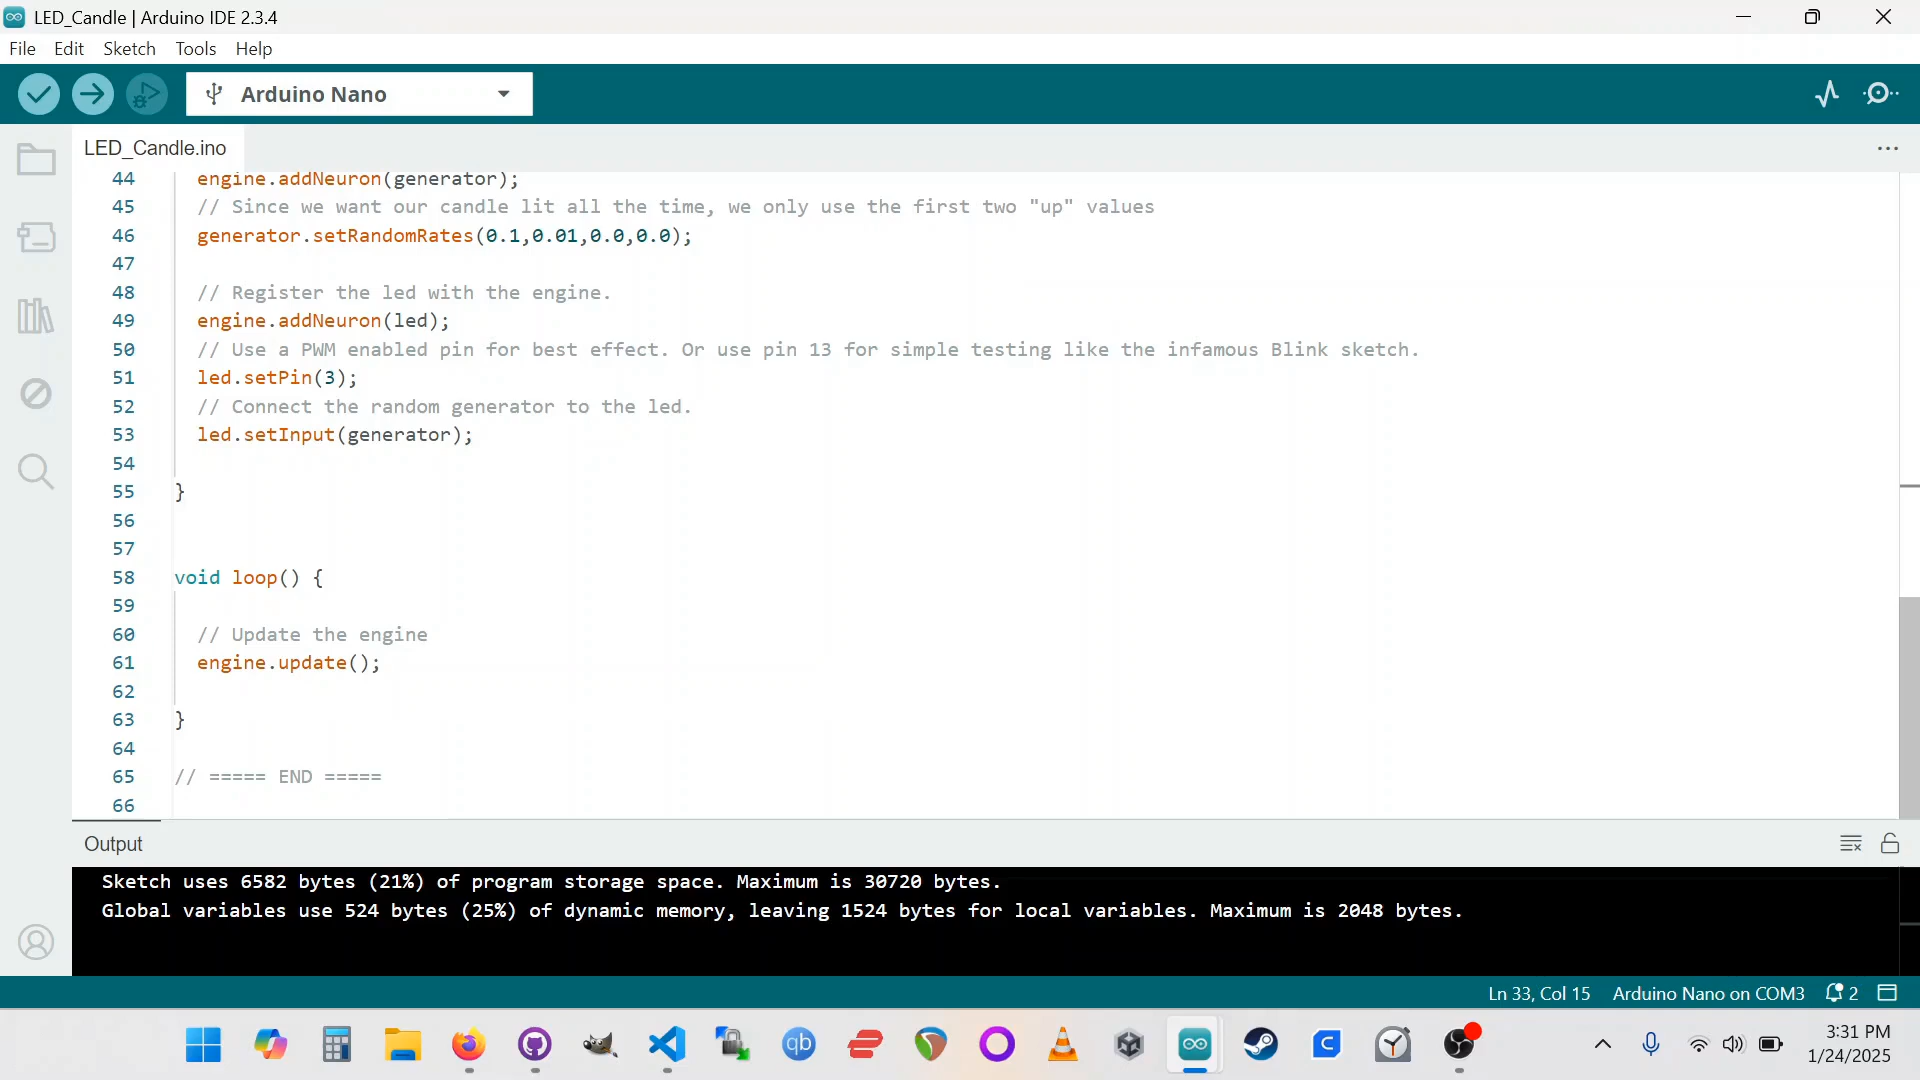 LED_Candle | Arduino IDE 2.3.4
File Edit Sketch Tools Help
Arduino Nano
LED_Candle.ino
44 engine.addNeuron(generator);
45 // Since we want our candle lit all the time, we only use the first two "up" values
46 generator.setRandomRates(0.1,0.01,0.0,0.0);
47
48 // Register the led with the engine.
49 engine.addNeuron(led);
50 // Use a PWM enabled pin for best effect. Or use pin 13 for simple testing like the infamous Blink sketch.
51 led.setPin(3);
52 // Connect the random generator to the led.
53 led.setInput(generator);
54
55 }
56
57
58 void loop() {
59
60 // Update the engine
61 engine.update();
62
63 }
64
65 // ===== END =====
66
Output
Sketch uses 6582 bytes (21%) of program storage space. Maximum is 30720 bytes.
Global variables use 524 bytes (25%) of dynamic memory, leaving 1524 bytes for local variables. Maximum is 2048 bytes.
Ln 33, Col 15 Arduino Nano on COM3 2
qb
C
3:31 PM
1/24/2025